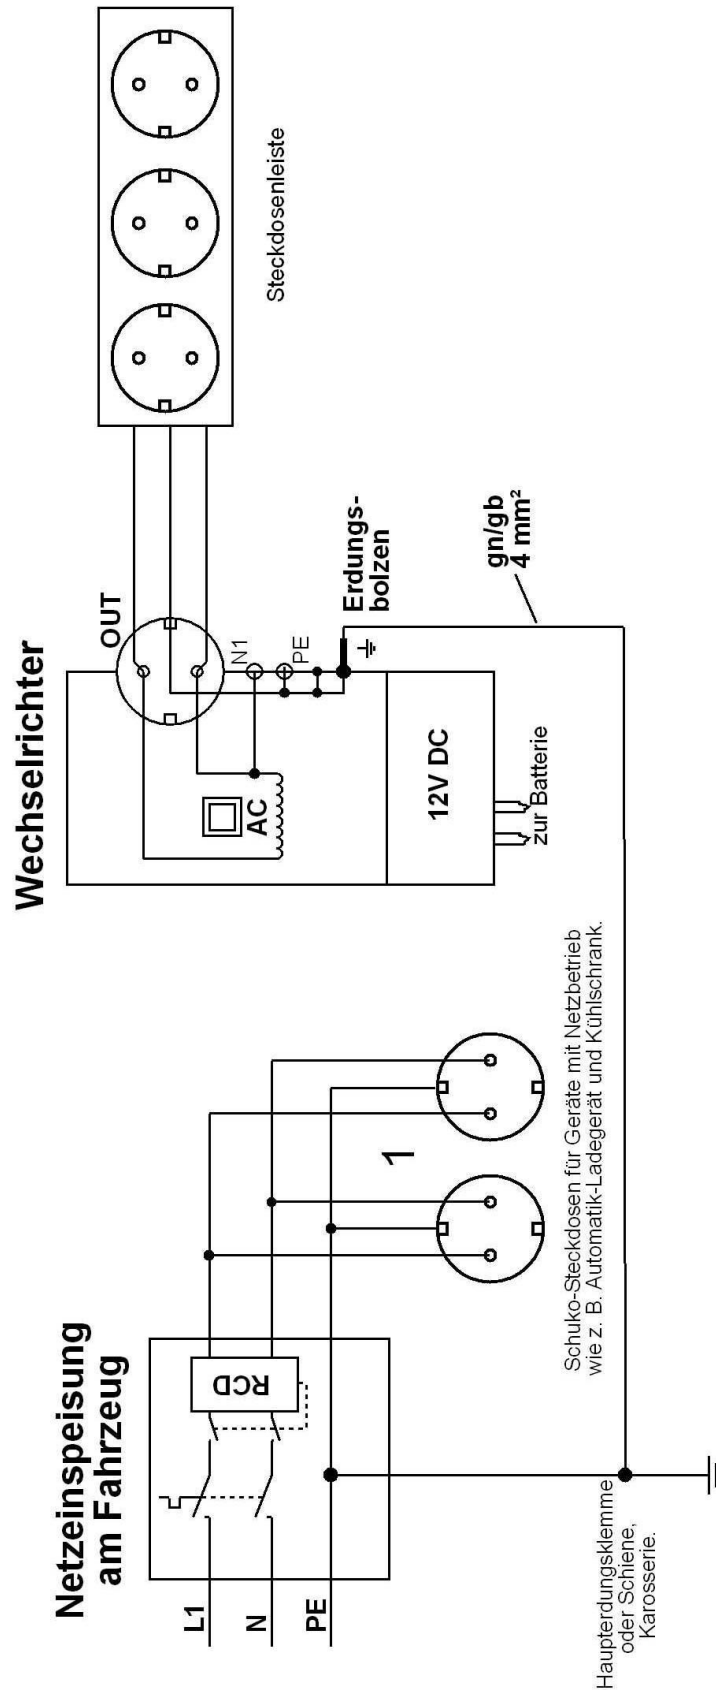 Netzeinspeisung
am Fahrzeug
L1
N
PE
RCD
1
Schuko-Steckdosen für Geräte mit Netzbetrieb
wie z. B. Automatik-Ladegerät und Kühlschrank.
Haupterdungsklemme
oder Schiene,
Karosserie.
Wechselrichter
OUT
AC
N1
PE
12V DC
zur Batterie
Erdungs-
bolzen
gn/gb
4 mm²
Steckdosenleiste